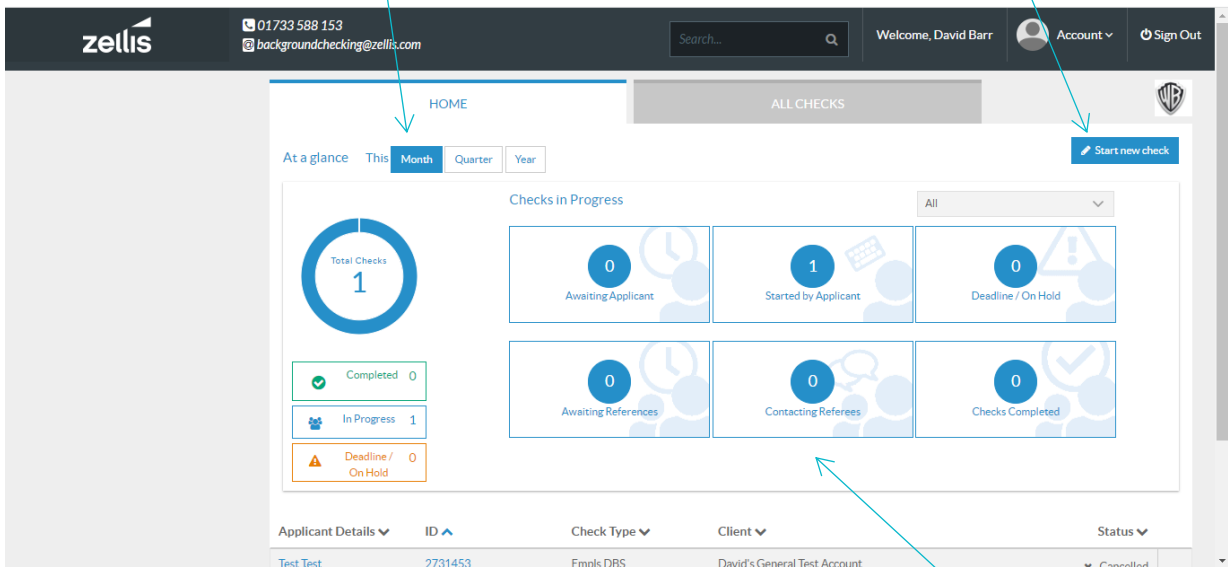 zellis
01733 588 153
backgroundchecking@zellis.com
Search...
Welcome, David Barr
Account
Sign Out
HOME
ALL CHECKS
WB
At a glance This Month Quarter Year
Start new check
Checks in Progress
All
Total Checks
1
0
Awaiting Applicant
1
Started by Applicant
0
Deadline / On Hold
0
Awaiting References
0
Contacting Referees
0
Checks Completed
Completed 0
In Progress 1
Deadline / 0
On Hold
Applicant Details ID Check Type Client Status
Test Test 2731453 Empls DBS David's General Test Account Cancelled